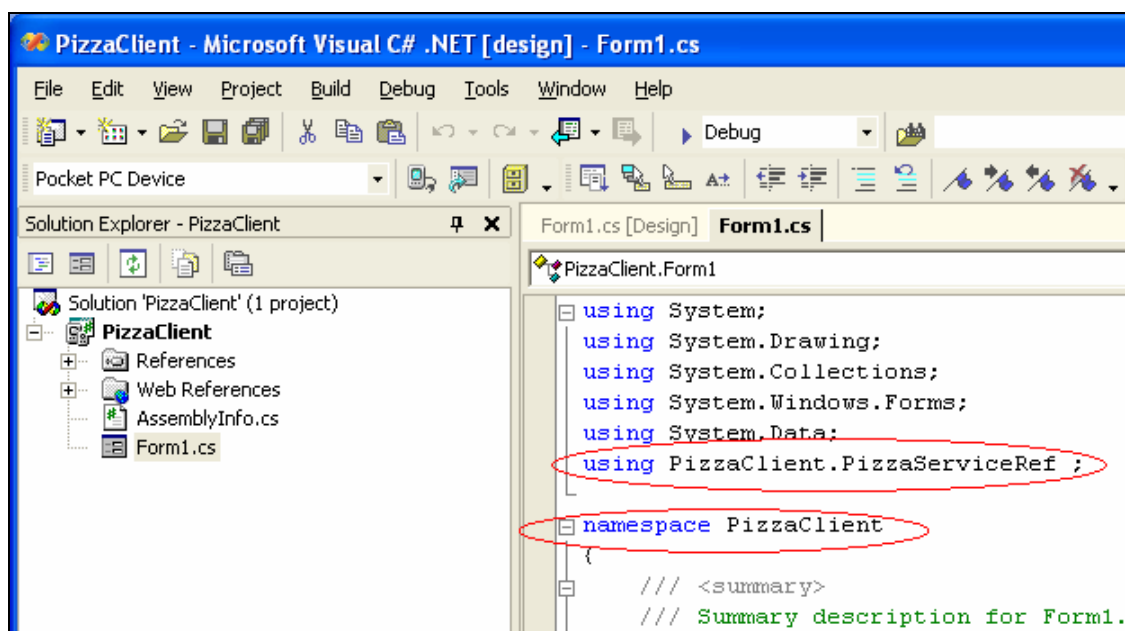 PizzaClient - Microsoft Visual C# .NET [design] - Form1.cs
File Edit View Project Build Debug Tools Window Help
Debug
Pocket PC Device
Solution Explorer - PizzaClient
Form1.cs [Design] Form1.cs
PizzaClient.Form1
Solution 'PizzaClient' (1 project)
PizzaClient
References
Web References
AssemblyInfo.cs
Form1.cs
using System;
using System.Drawing;
using System.Collections;
using System.Windows.Forms;
using System.Data;
using PizzaClient.PizzaServiceRef ;
namespace PizzaClient
{
/// <summary>
/// Summary description for Form1.